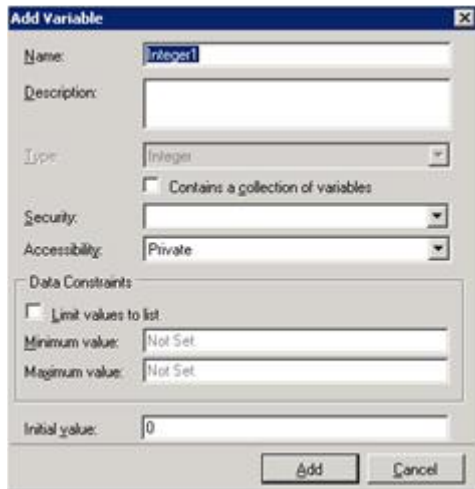 Add Variable
Name: Integer1
Description:
Type: Integer
Contains a collection of variables
Security:
Accessibility: Private
Data Constraints
Limit values to list
Minimum value: Not Set
Maximum value: Not Set
Initial value: 0
Add Cancel